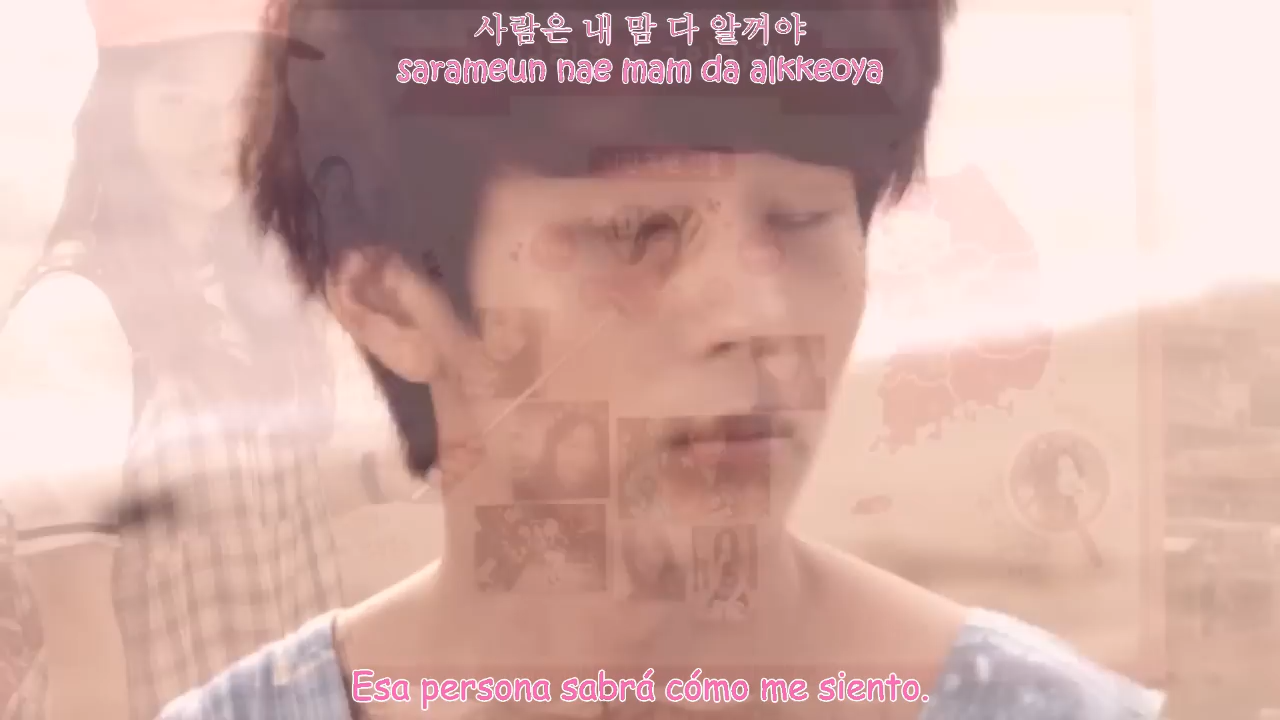 사람은 내 맘 다 알꺼야
sarameun nae mam da alkkeoya
Esa persona sabrá cómo me siento.